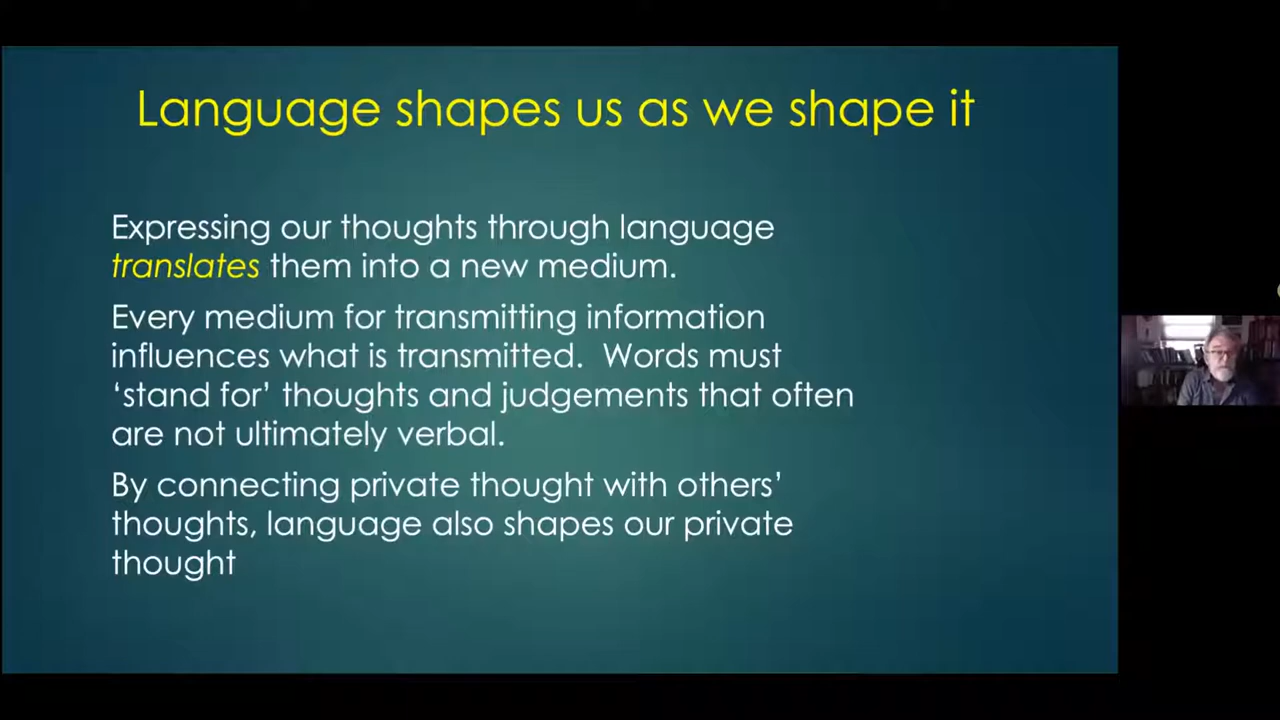 Language shapes us as we shape it
Expressing our thoughts through language
translates them into a new medium.
Every medium for transmitting information
influences what is transmitted.  Words must
‘stand for’ thoughts and judgements that often
are not ultimately verbal.
By connecting private thought with others’
thoughts, language also shapes our private
thought